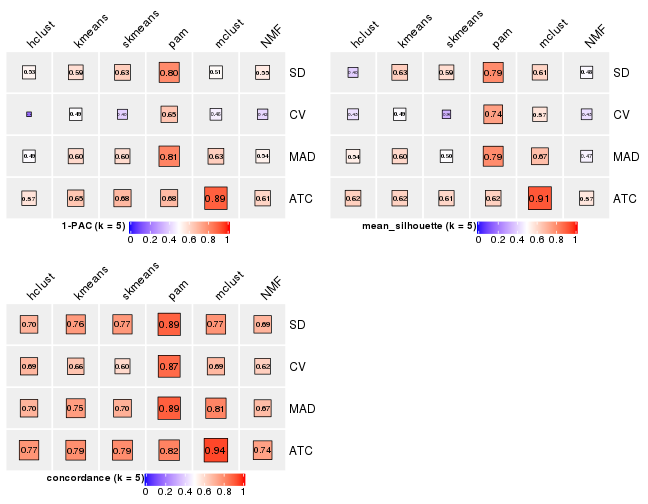 hclust kmeans skmeans pam mclust NMF
0.53 0.59 0.63 0.80 0.51 0.55 SD
0.49 0.65 CV
0.49 0.60 0.60 0.81 0.63 0.54 MAD
0.57 0.65 0.68 0.68 0.89 0.61 ATC
1-PAC (k = 5)
0 0.2 0.4 0.6 0.8 1
hclust kmeans skmeans pam mclust NMF
0.63 0.59 0.79 0.61 0.48 SD
0.49 0.74 0.57 CV
0.54 0.60 0.50 0.79 0.67 0.47 MAD
0.62 0.62 0.61 0.62 0.91 0.57 ATC
mean_silhouette (k = 5)
0 0.2 0.4 0.6 0.8 1
hclust kmeans skmeans pam mclust NMF
0.70 0.76 0.77 0.89 0.77 0.69 SD
0.69 0.66 0.60 0.87 0.69 0.62 CV
0.70 0.75 0.70 0.89 0.81 0.67 MAD
0.77 0.79 0.79 0.82 0.94 0.74 ATC
concordance (k = 5)
0 0.2 0.4 0.6 0.8 1